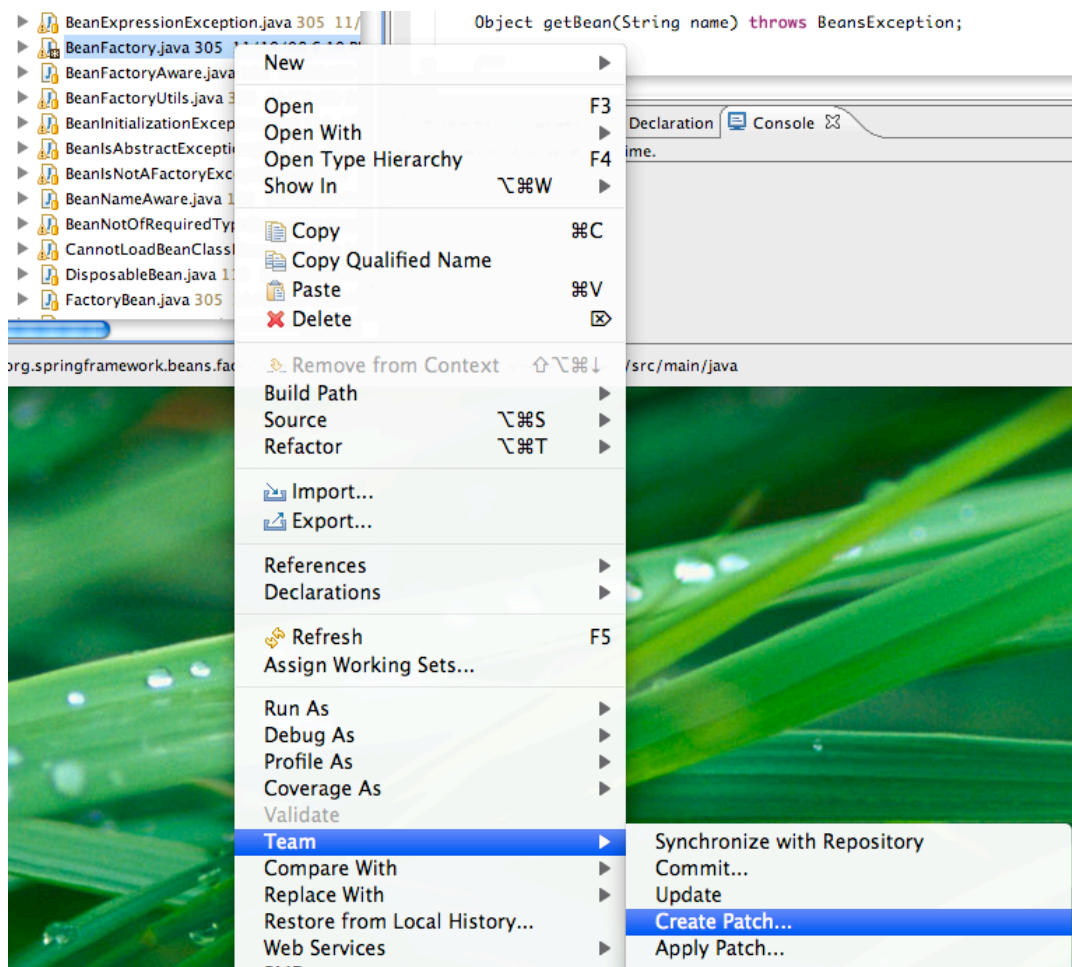 BeanExpressionException.java 305 11/
Object getBean(String name) throws BeansException;
BeanFactory.java 305
BeanFactoryAware.java
BeanFactoryUtils.java 3
BeanInitializationExcep
BeanIsAbstractExcepti
BeanIsNotAFactoryExc
BeanNameAware.java 1
BeanNotOfRequiredTyp
CannotLoadBeanClass
DisposableBean.java 11
FactoryBean.java 305
Declaration Console
ime.
org.springframework.beans.fac
/src/main/java
New
Open F3
Open With
Open Type Hierarchy F4
Show In ⌥⌘W
Copy ⌘C
Copy Qualified Name
Paste ⌘V
Delete ⌦
Remove from Context ⇧⌥⌘↓
Build Path
Source ⌥⌘S
Refactor ⌥⌘T
Import...
Export...
References
Declarations
Refresh F5
Assign Working Sets...
Run As
Debug As
Profile As
Coverage As
Validate
Team
Compare With
Replace With
Restore from Local History...
Web Services
Synchronize with Repository
Commit...
Update
Create Patch...
Apply Patch...